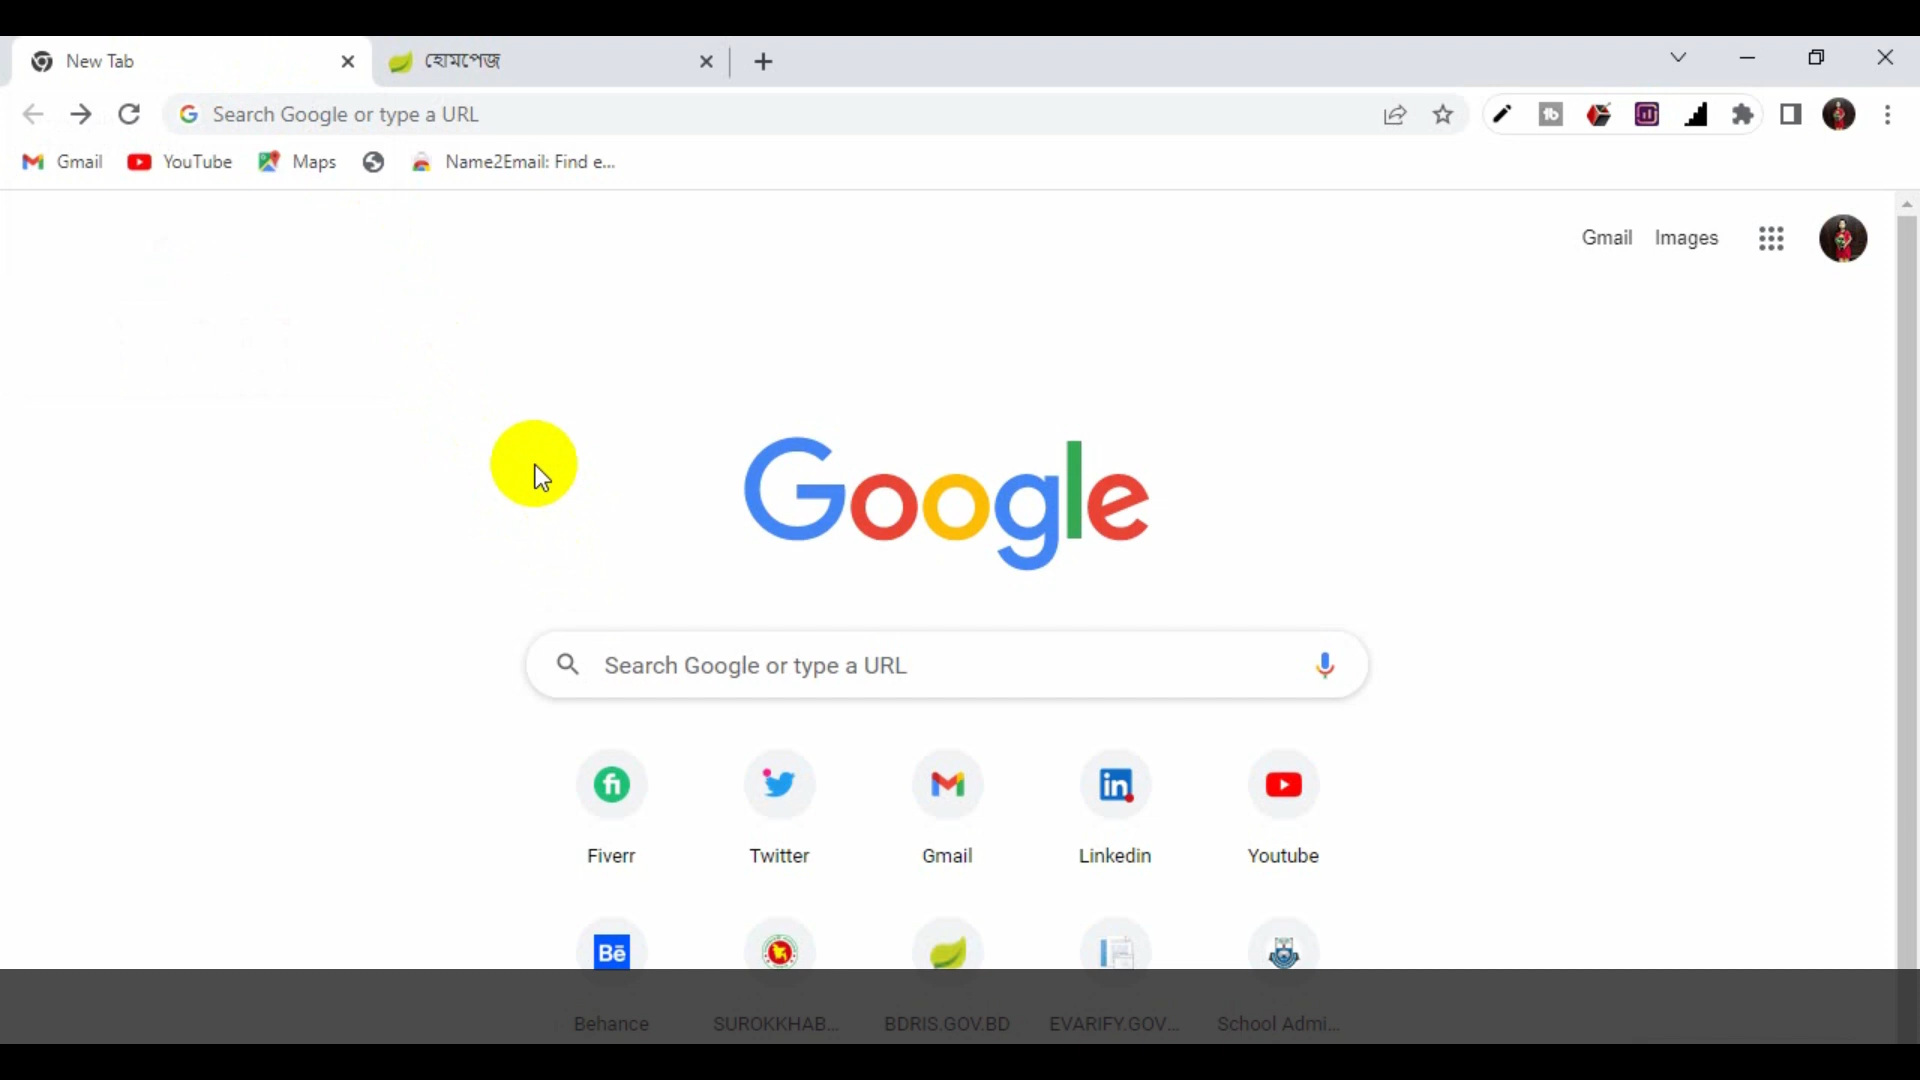 New Tab
হোমপেজ
Search Google or type a URL
Gmail
YouTube
Maps
Name2Email: Find e...
Gmail
Images
Google
Search Google or type a URL
Fiverr
Twitter
Gmail
Linkedin
Youtube
Bē
Behance
SUROKKHAB...
BDRIS.GOV.BD
EVARIFY.GOV...
School Admi...